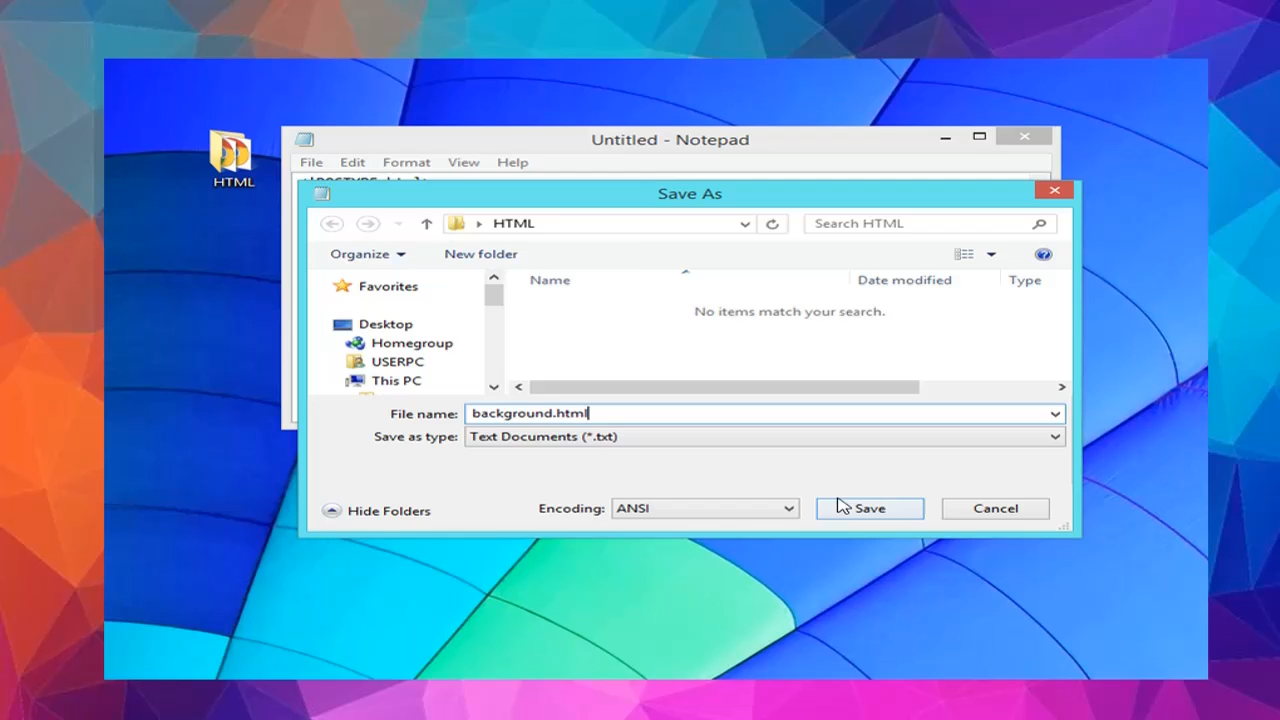 HTML
Untitled - Notepad
File Edit Format View Help
Save As
HTML
Search HTML
Organize
New folder
Name
Date modified
Type
No items match your search.
Favorites
Desktop
Homegroup
USERPC
This PC
File name: background.html
Save as type: Text Documents (*.txt)
Hide Folders
Encoding: ANSI
Save
Cancel